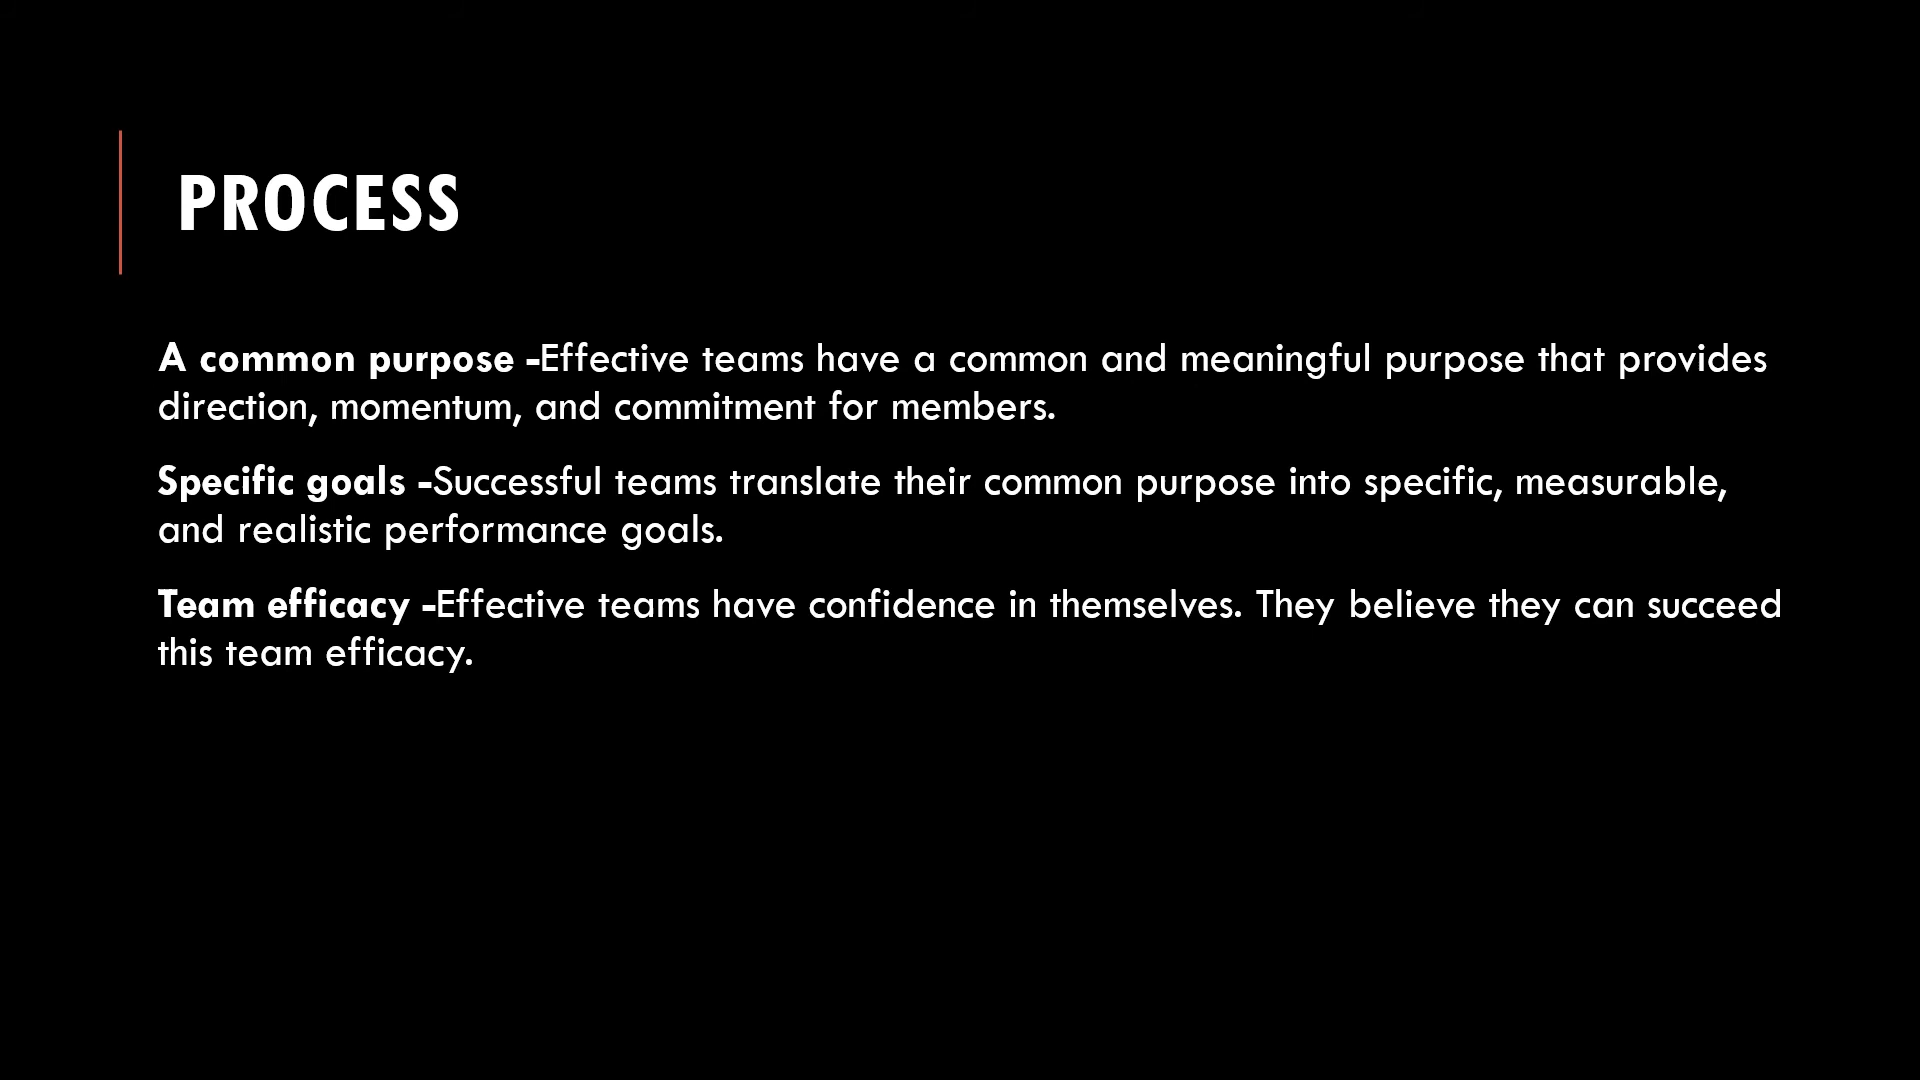 PROCESS
A common purpose -Effective teams have a common and meaningful purpose that provides
direction, momentum, and commitment for members.
Specific goals -Successful teams translate their common purpose into specific, measurable,
and realistic performance goals.
Team efficacy -Effective teams have confidence in themselves. They believe they can succeed
this team efficacy.